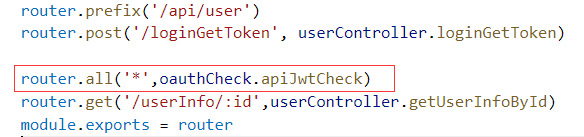 router.prefix('/api/user')
router.post('/loginGetToken', userController.loginGetToken)
router.all('*',oauthCheck.apiJwtCheck)
router.get('/userInfo/:id',userController.getUserInfoById)
module.exports = router